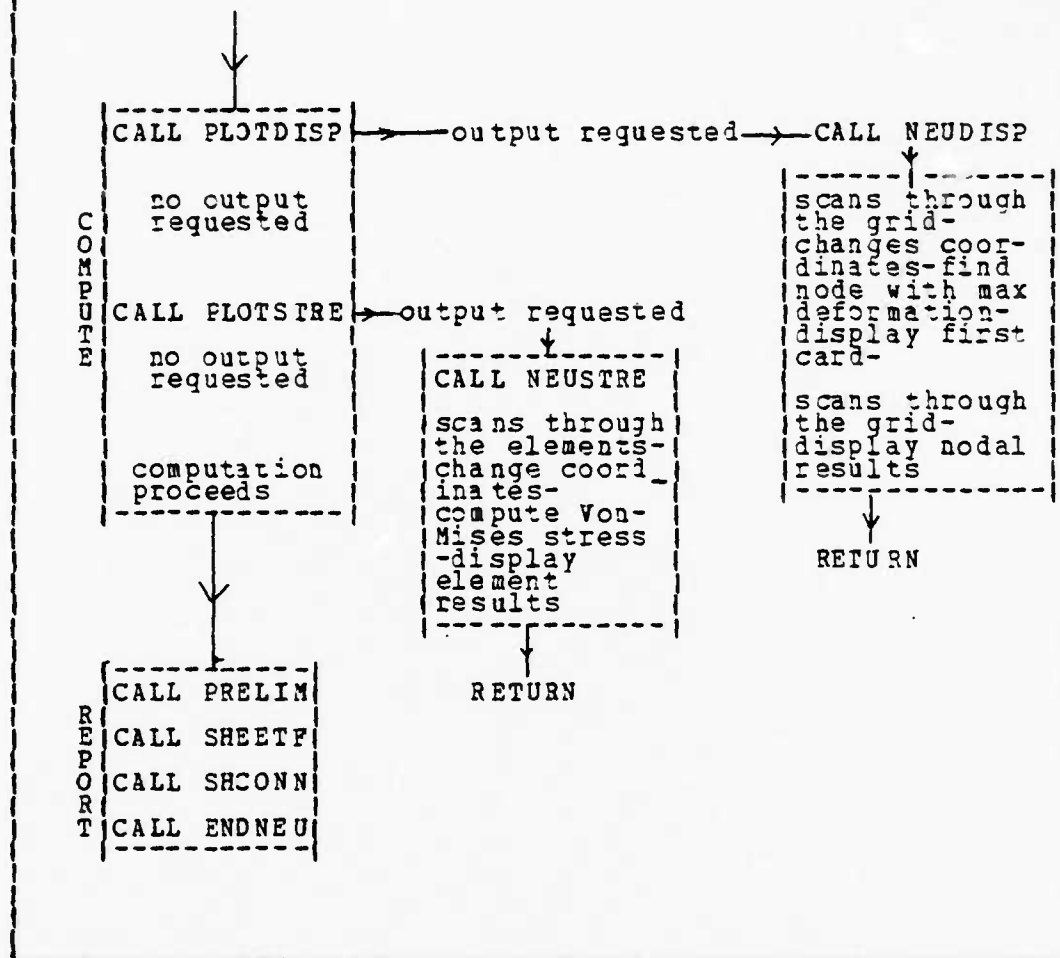 CALL PLOTDISP
output requested
CALL NEUDISP
no output
requested
scans through
the grid-
changes coor-
dinates-find
node with max
deformation-
display first
card-
scans through
the grid-
display nodal
results
RETURN
COMPUTE
CALL PLOTSTRE
output requested
no output
requested
CALL NEUSTRE
scans through
the elements-
change coord_
inates-
compute Von-
Mises stress
-display
element
results
RETURN
computation
proceeds
REPORT
CALL PRELIM
CALL SHEETF
CALL SHCONN
CALL ENDNEU